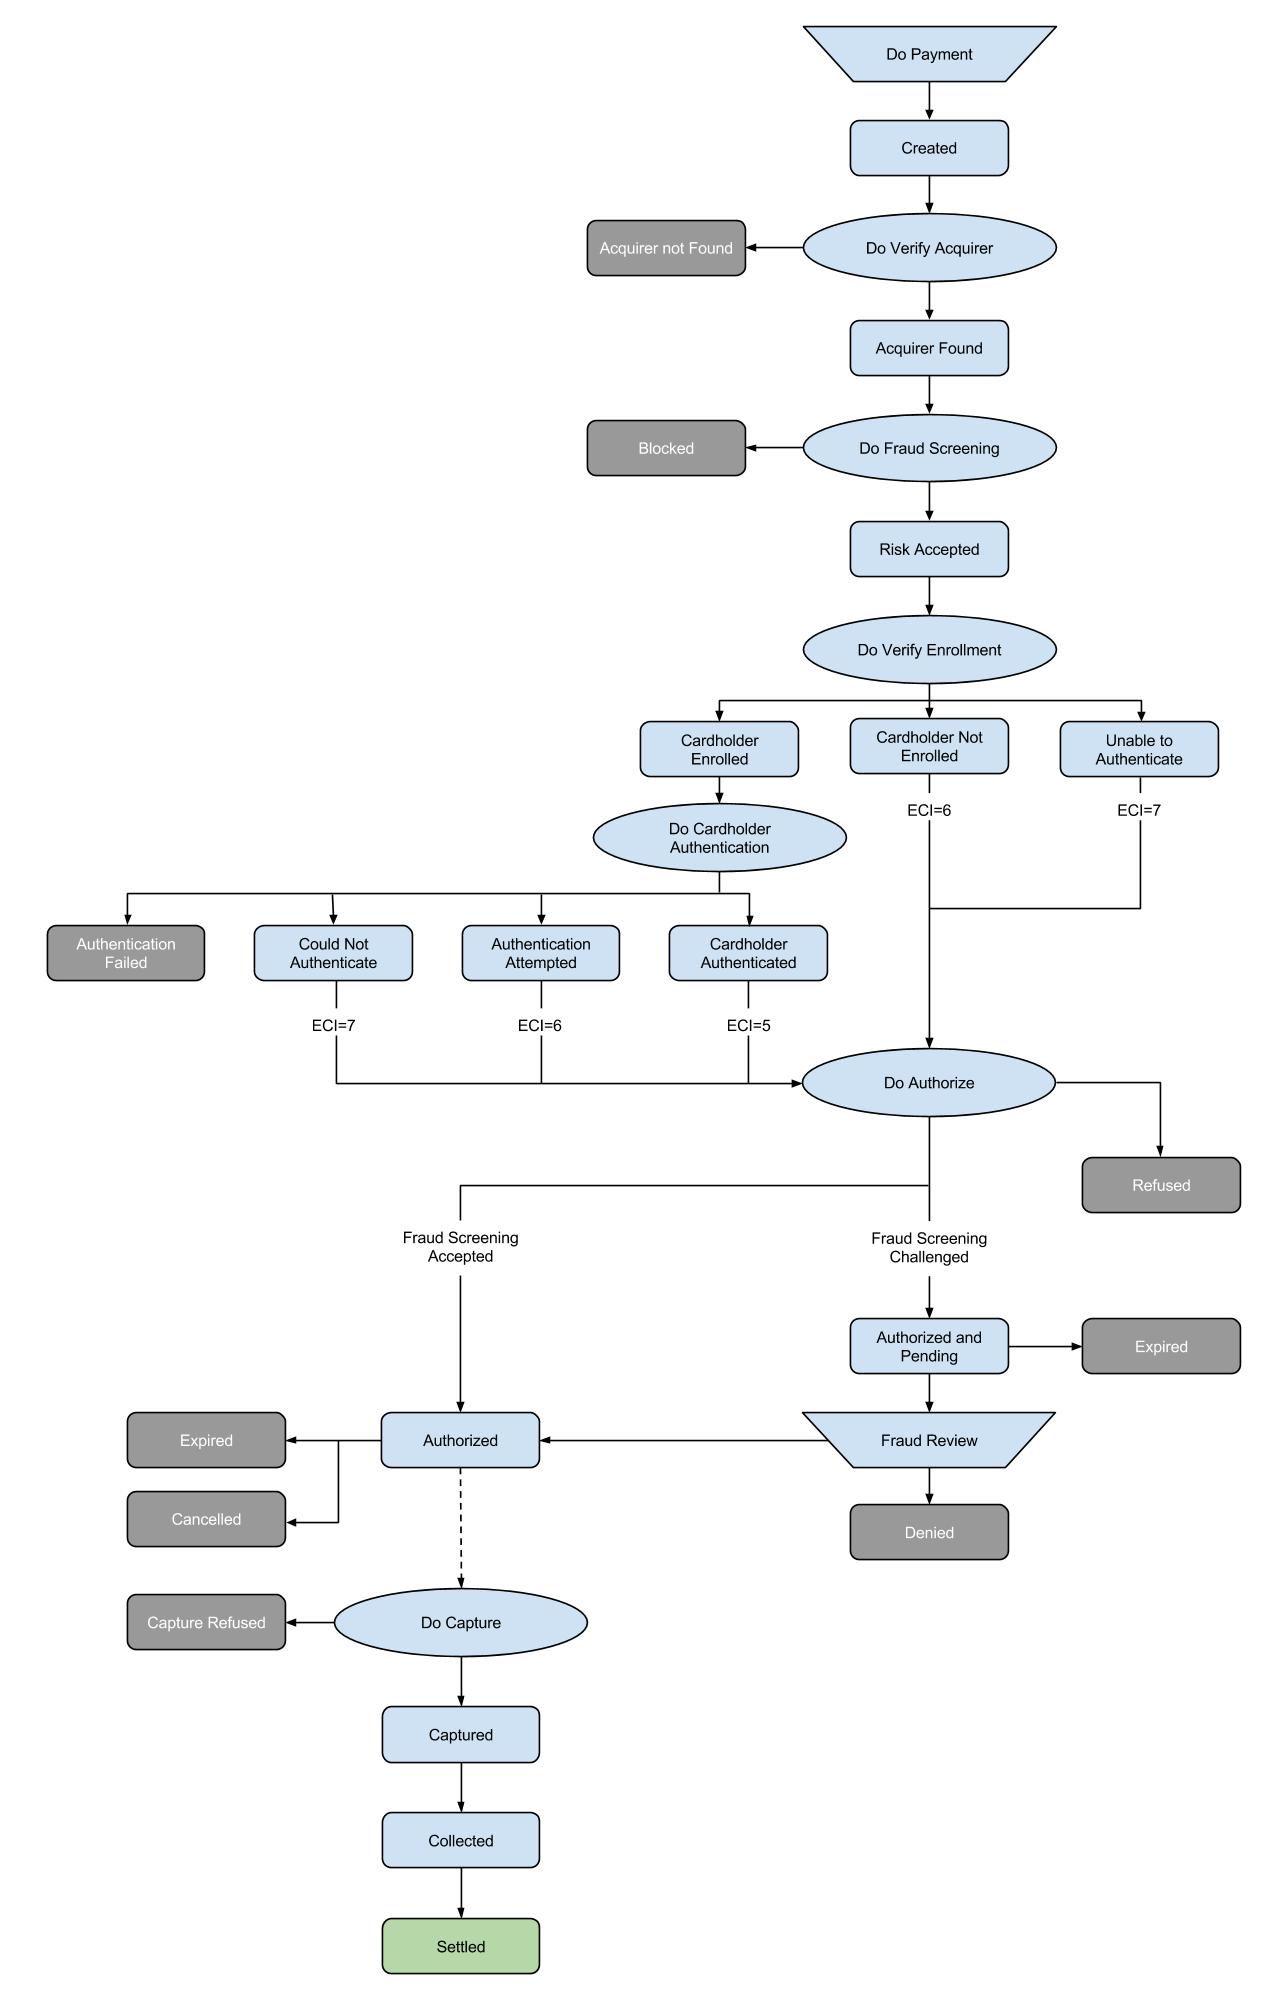 Do Payment
Created
Acquirer not Found
Do Verify Acquirer
Acquirer Found
Blocked
Do Fraud Screening
Risk Accepted
Do Verify Enrollment
Cardholder
Enrolled
Cardholder Not
Enrolled
Unable to
Authenticate
ECI=6
ECI=7
Do Cardholder
Authentication
Authentication
Failed
Could Not
Authenticate
Authentication
Attempted
Cardholder
Authenticated
ECI=7
ECI=6
ECI=5
Do Authorize
Refused
Fraud Screening
Accepted
Fraud Screening
Challenged
Authorized and
Pending
Expired
Expired
Authorized
Fraud Review
Cancelled
Denied
Capture Refused
Do Capture
Captured
Collected
Settled